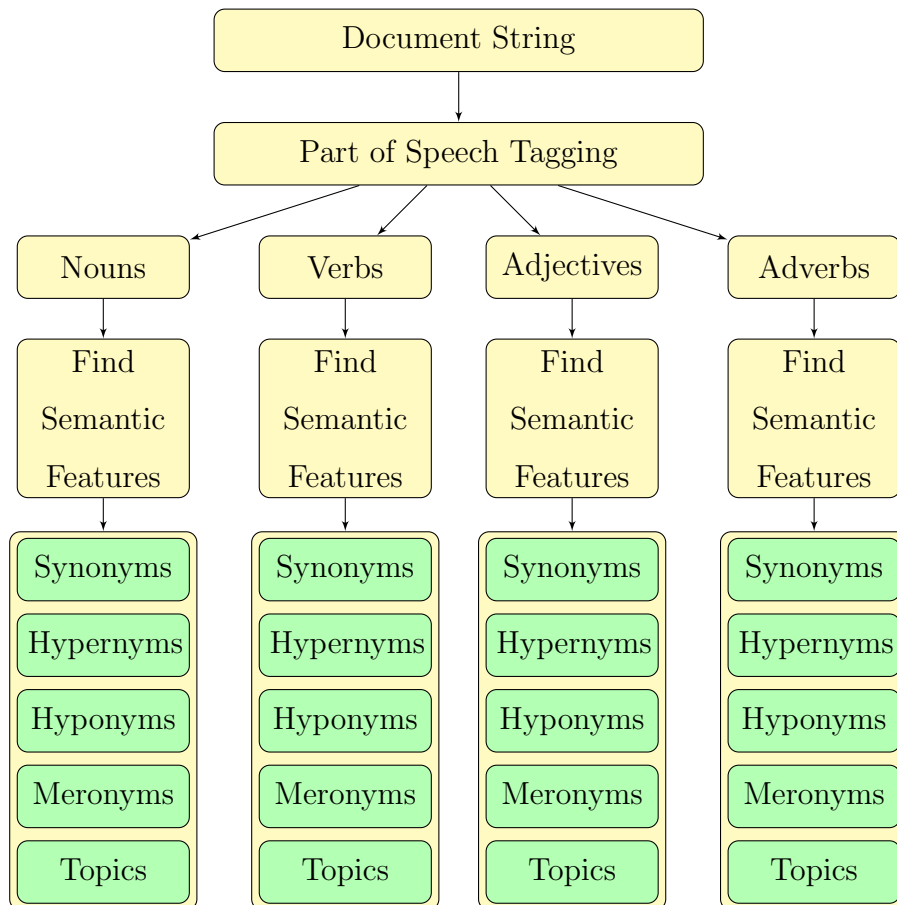 Document String
Part of Speech Tagging
Nouns
Verbs
Adjectives
Adverbs
Find
Semantic
Features
Find
Semantic
Features
Find
Semantic
Features
Find
Semantic
Features
Synonyms
Hypernyms
Hyponyms
Meronyms
Topics
Synonyms
Hypernyms
Hyponyms
Meronyms
Topics
Synonyms
Hypernyms
Hyponyms
Meronyms
Topics
Synonyms
Hypernyms
Hyponyms
Meronyms
Topics